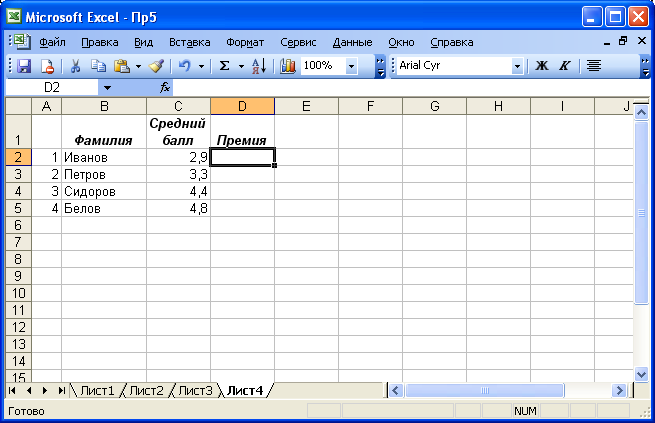 Microsoft Excel - Пр5
Файл Правка Вид Вставка Формат Сервис Данные Окно Справка
100% Arial Cyr Ж К
D2 fx
A B C D E F G H I J
1 Фамилия Средний балл Премия
2 1 Иванов 2,9
3 2 Петров 3,3
4 3 Сидоров 4,4
5 4 Белов 4,8
6
7
8
9
10
11
12
13
14
15
Лист1 Лист2 Лист3 Лист4
Готово NUM